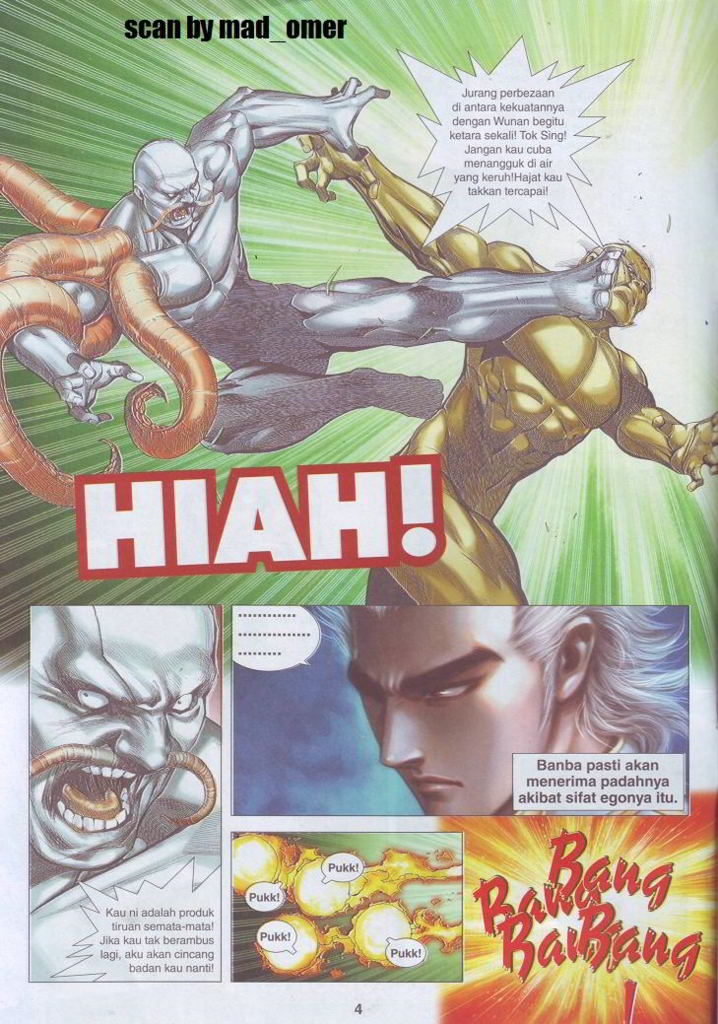 scan by mad_omer
Jurang perbezaan
di antara kekuatannya
dengan Wunan begitu
ketara sekali! Tok Sing!
Jangan kau cuba
menangguk di air
yang keruh!Hajat kau
takkan tercapai!
HIAH!
...........
.................
........
Banba pasti akan
menerima padahnya
akibat sifat egonya itu.
Kau ni adalah produk
tiruan semata-mata!
Jika kau tak berambus
lagi, aku akan cincang
badan kau nanti!
Pukk!
Pukk!
Pukk!
Pukk!
Bang
Bang
Bang
Bang
!
4